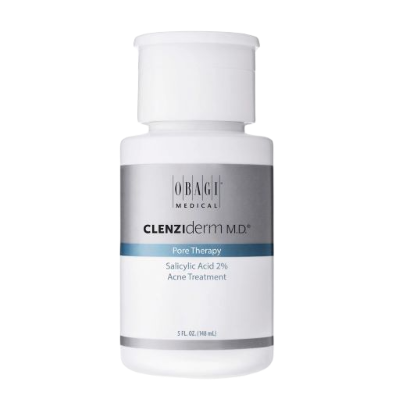 OBAGI
MEDICAL
CLENZIderm M.D.®
Pore Therapy
Salicylic Acid 2%
Acne Treatment
5 FL. OZ. (148 mL)